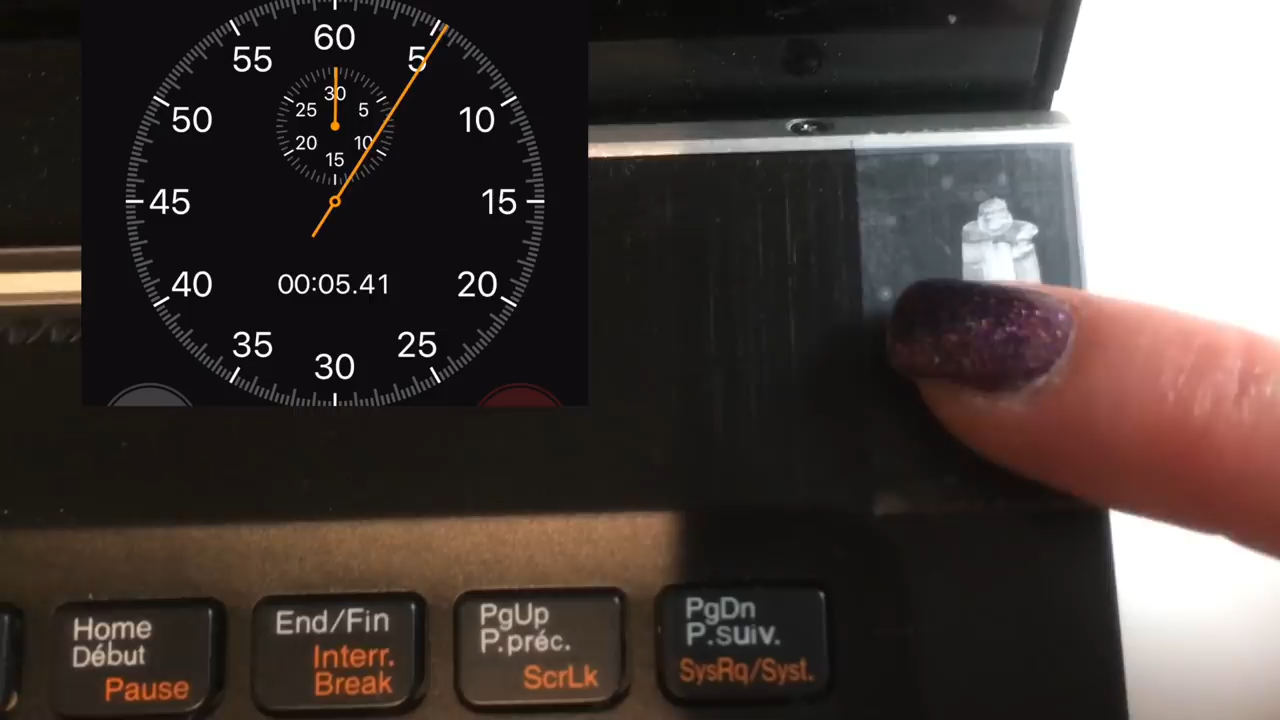 60
55
5
50
10
45
15
40
20
35
25
30
30
25
5
20
10
15
00:05.41
Home
Début
Pause
End/Fin
Interr.
Break
PgUp
P.préc.
ScrLk
PgDn
P.suiv.
SysRq/Syst.